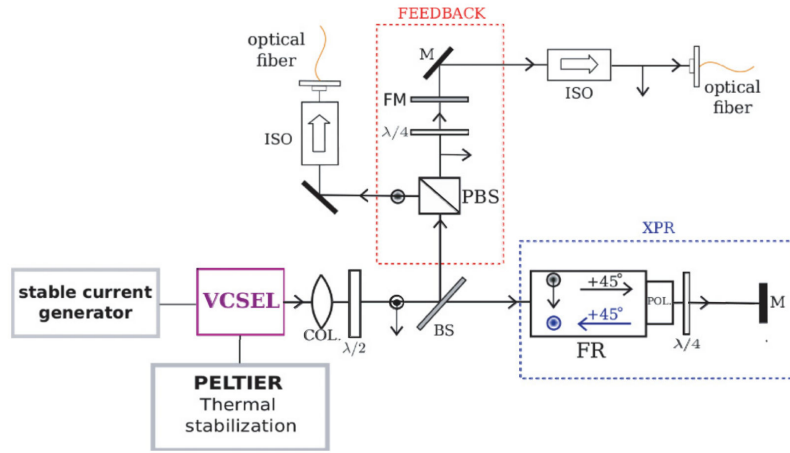 FEEDBACK
optical
fiber
M
ISO
optical
fiber
FM
λ/4
ISO
PBS
XPR
stable current
generator
VCSEL
COL.
λ/2
BS
+45°
POL.
+45°
FR
λ/4
M
PELTIER
Thermal
stabilization